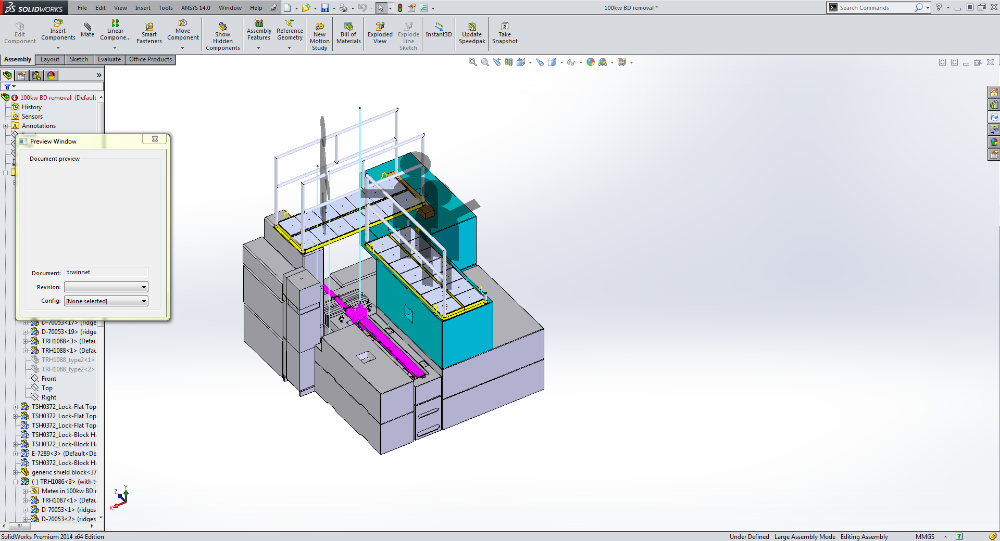 SOLIDWORKS
File Edit View Insert Tools ANSYS 14.0 Window Help
100kw BD removal *
Search Commands
Edit Component
Insert Components
Mate
Linear Compone...
Smart Fasteners
Move Component
Show Hidden Components
Assembly Features
Reference Geometry
New Motion Study
Bill of Materials
Exploded View
Explode Line Sketch
Instant3D
Update Speedpak
Take Snapshot
Assembly Layout Sketch Evaluate Office Products
100kw BD removal (Default
History
Sensors
Annotations
Preview Window
Document preview
Document: trwinnet
Revision:
Config: [None selected]
D-70053<17> (ridge
D-70053<19> (ridge
TRH1088<3> (Defau
TRH1088<1> (Defau
TRH1088_type2<1>
TRH1088_type2<2>
Front
Top
Right
TSH0372_Lock-Flat Top
TSH0372_Lock-Flat Top
TSH0372_Lock-Flat Top
TSH0372_Lock-Block Ha
TSH0372_Lock-Block Ha
E-7289<3> (Default<De
TSH0372_Lock-Block Ha
generic shield block<37
(-) TRH1086<3> (with ty
Mates in 100kw BD r
TRH1087<1> (Defau
D-70053<1> (ridges
D-70053<2> (ridges
Y
Z
X
SolidWorks Premium 2014 x64 Edition
Under Defined Large Assembly Mode Editing Assembly MMGS